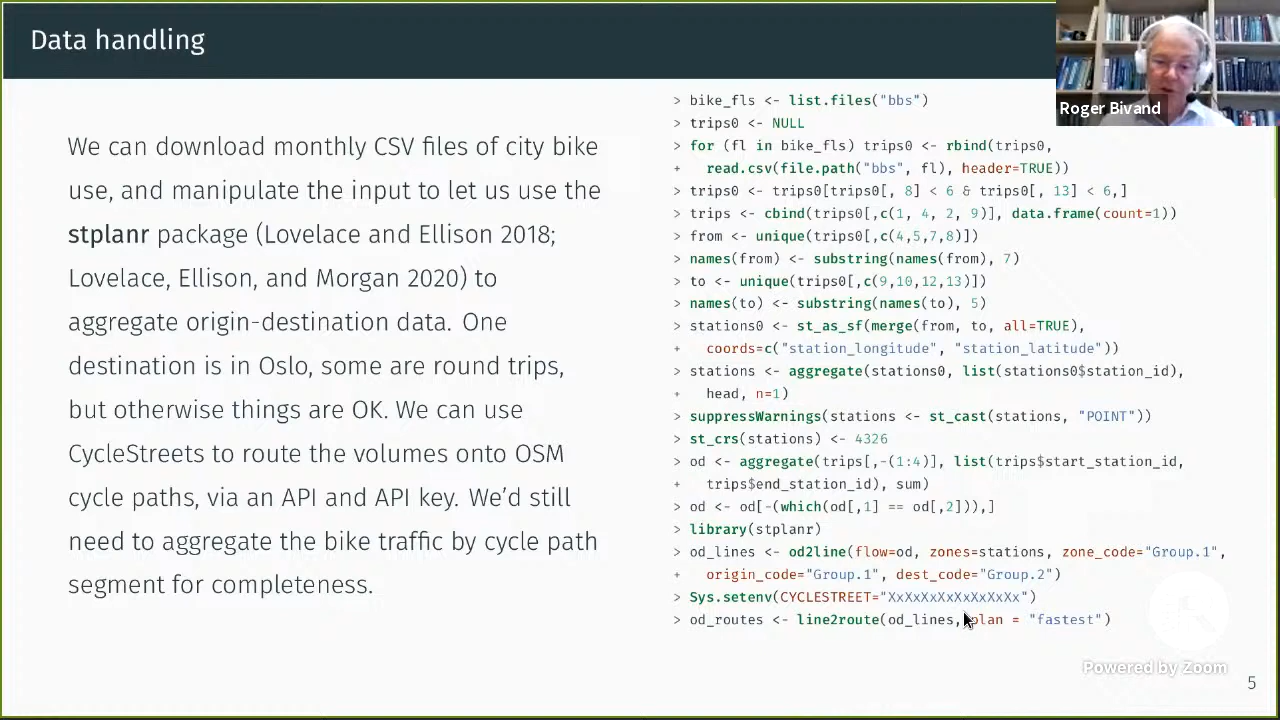 Data handling
Roger Bivand
We can download monthly CSV files of city bike
use, and manipulate the input to let us use the
stplanr package (Lovelace and Ellison 2018;
Lovelace, Ellison, and Morgan 2020) to
aggregate origin-destination data. One
destination is in Oslo, some are round trips,
but otherwise things are OK. We can use
CycleStreets to route the volumes onto OSM
cycle paths, via an API and API key. We'd still
need to aggregate the bike traffic by cycle path
segment for completeness.
> bike_fls <- list.files("bbs")
> trips0 <- NULL
> for (fl in bike_fls) trips0 <- rbind(trips0,
+   read.csv(file.path("bbs", fl), header=TRUE))
> trips0 <- trips0[trips0[, 8] < 6 & trips0[, 13] < 6,]
> trips <- cbind(trips0[,c(1, 4, 2, 9)], data.frame(count=1))
> from <- unique(trips0[,c(4,5,7,8)])
> names(from) <- substring(names(from), 7)
> to <- unique(trips0[,c(9,10,12,13)])
> names(to) <- substring(names(to), 5)
> stations0 <- st_as_sf(merge(from, to, all=TRUE),
+   coords=c("station_longitude", "station_latitude"))
> stations <- aggregate(stations0, list(stations0$station_id),
+   head, n=1)
> suppressWarnings(stations <- st_cast(stations, "POINT"))
> st_crs(stations) <- 4326
> od <- aggregate(trips[,-(1:4)], list(trips$start_station_id,
+   trips$end_station_id), sum)
> od <- od[-(which(od[,1] == od[,2])),]
> library(stplanr)
> od_lines <- od2line(flow=od, zones=stations, zone_code="Group.1",
+   origin_code="Group.1", dest_code="Group.2")
> Sys.setenv(CYCLESTREET="XxXxXxXxXxXxXxXx")
> od_routes <- line2route(od_lines, plan = "fastest")
Powered by Zoom
5